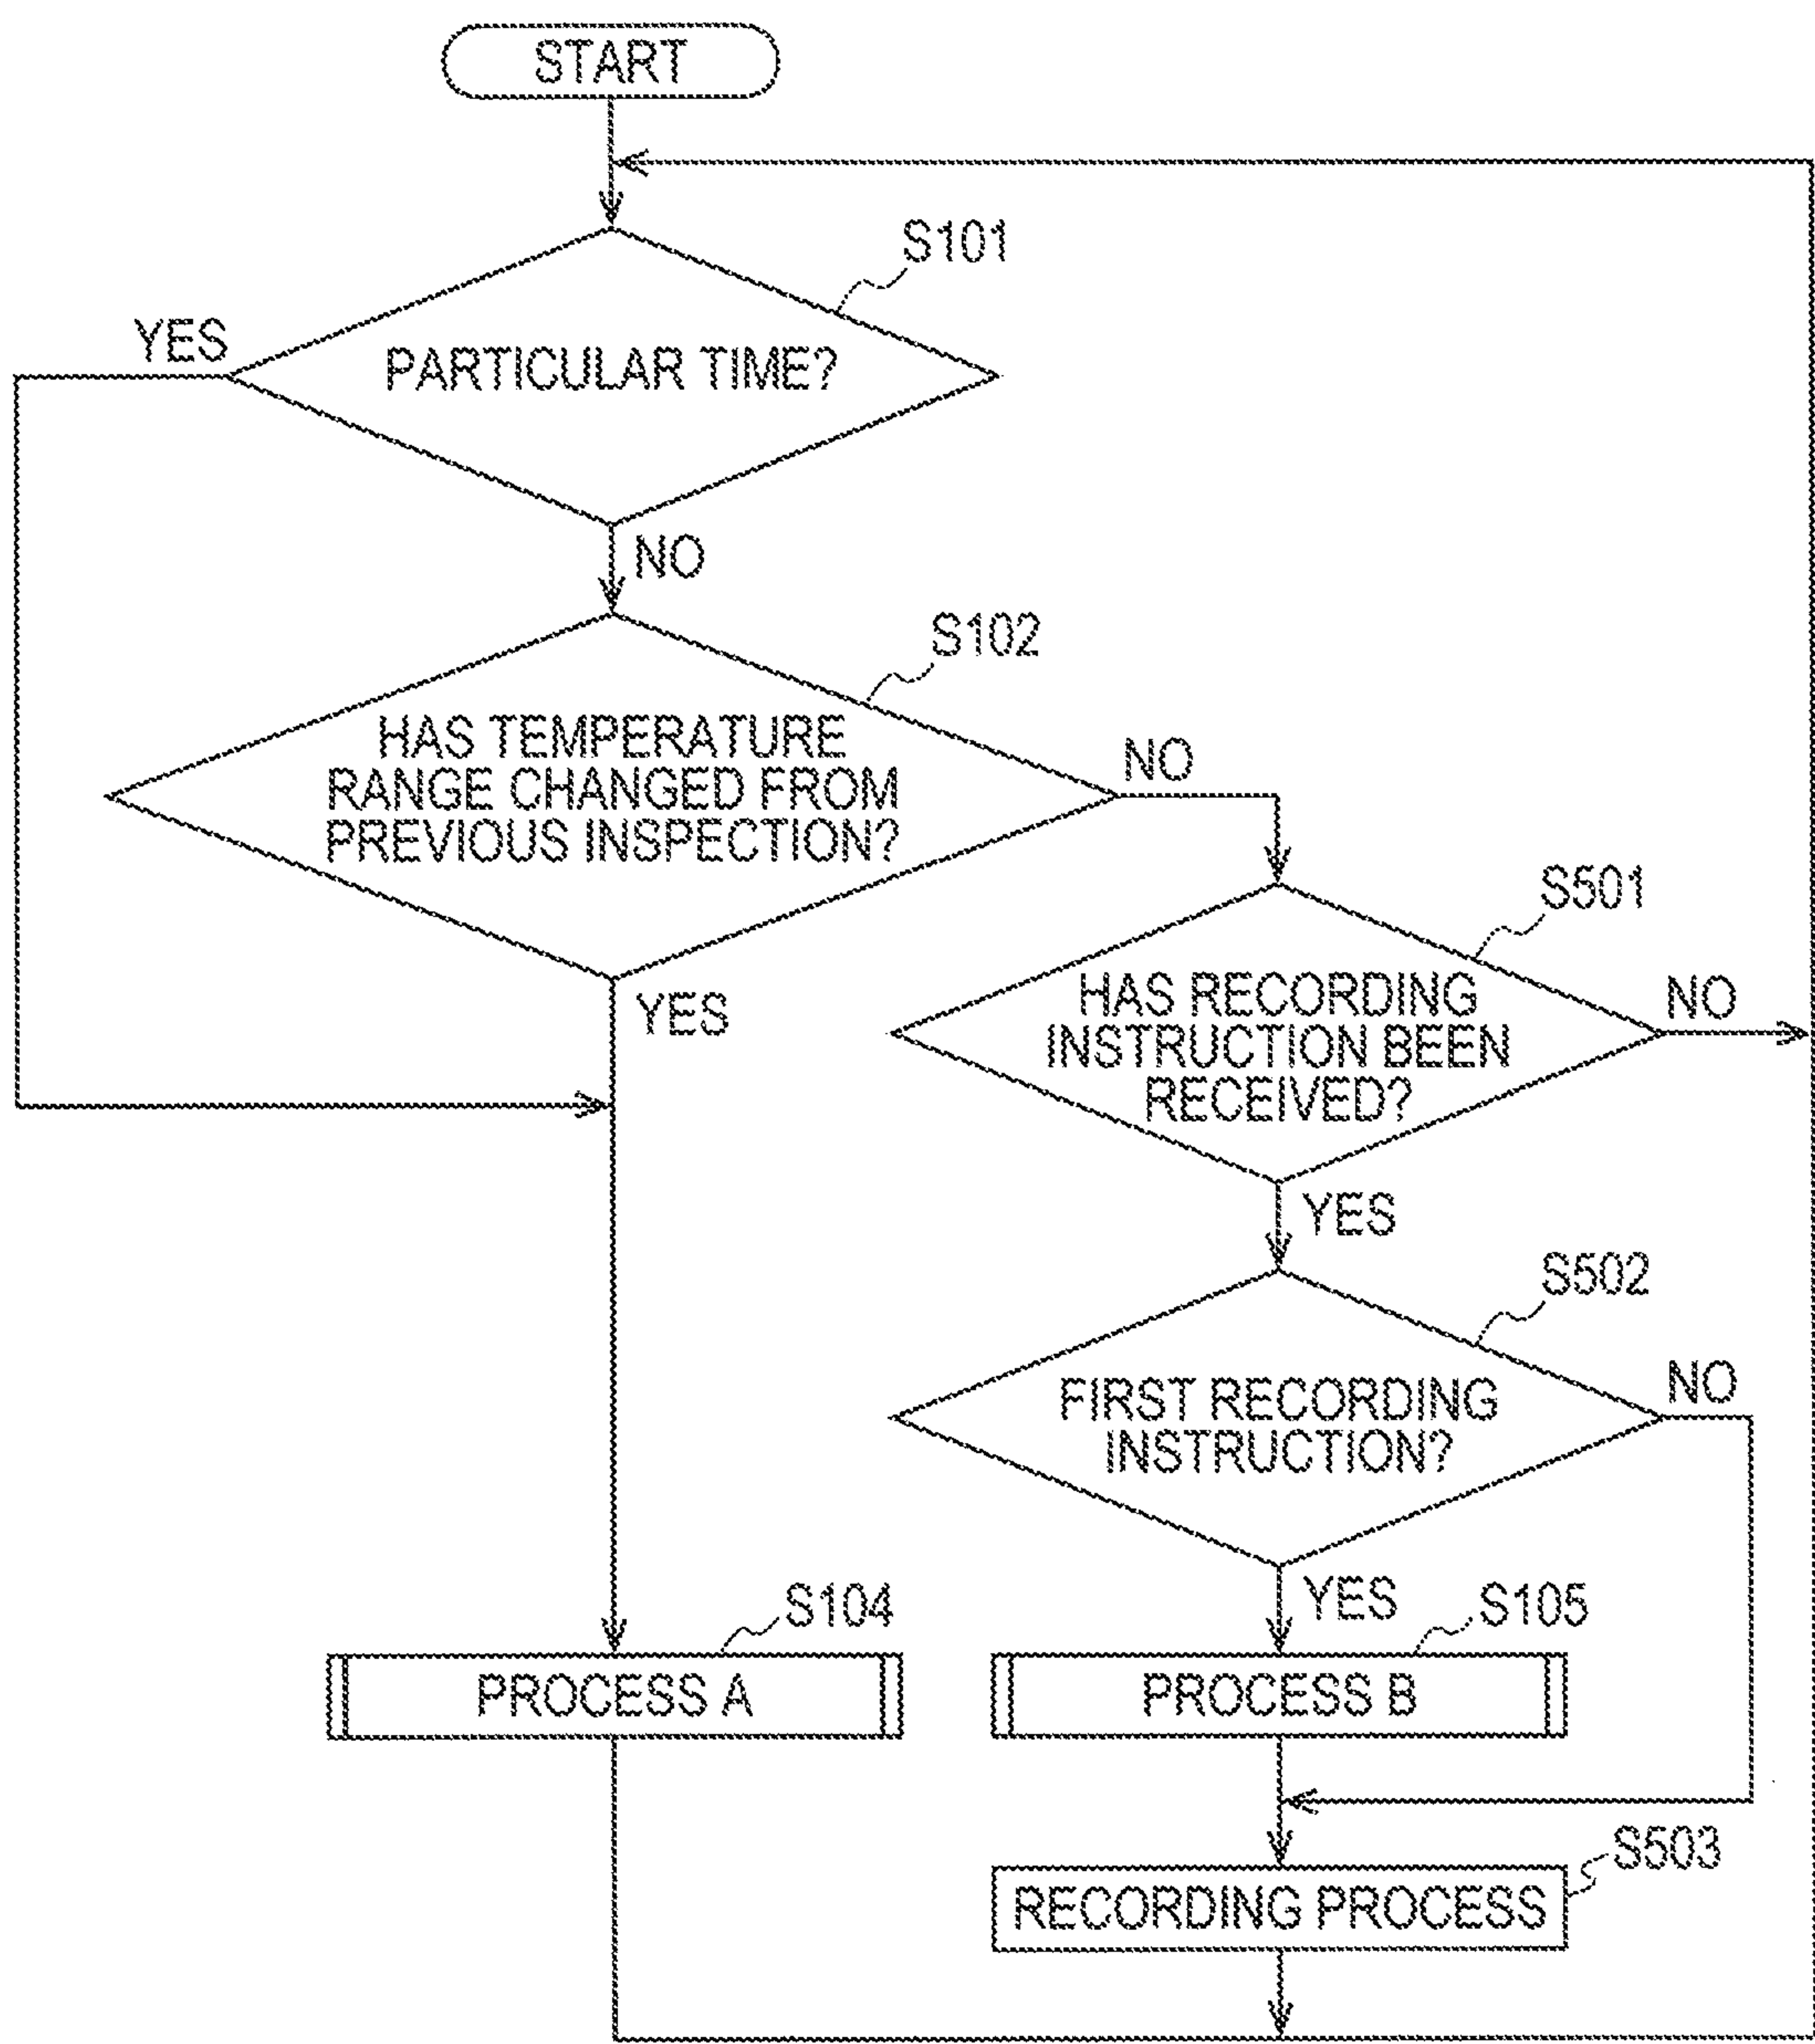 START
S101
YES
PARTICULAR TIME?
NO
S102
HAS TEMPERATURE
RANGE CHANGED FROM
PREVIOUS INSPECTION?
NO
YES
S501
HAS RECORDING
INSTRUCTION BEEN
RECEIVED?
NO
YES
S502
FIRST RECORDING
INSTRUCTION?
NO
YES
S104
PROCESS A
S105
PROCESS B
S503
RECORDING PROCESS